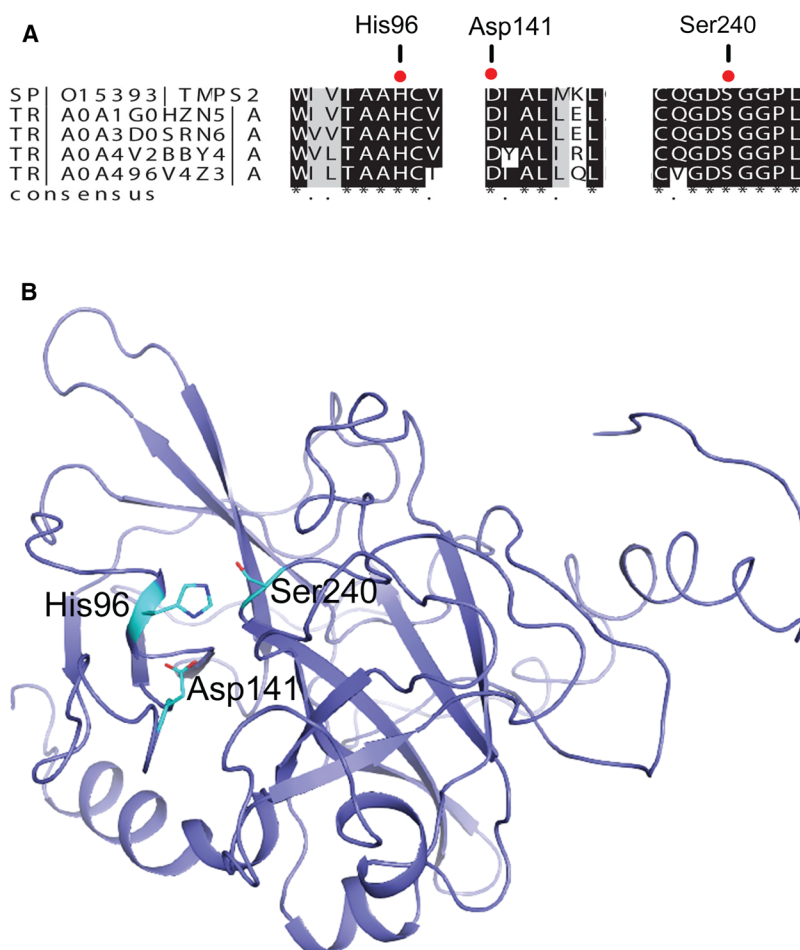 A
His96 Asp141 Ser240
SP| O15393| TMPS2 WIVTAAHCV DIALMKL CQGDSGGPL
TR| A0A1G0HZN5| A WIVTAAHCV DIALLEL CQGDSGGPL
TR| A0A3D0SRN6| A WVVTAAHCV DIALLEL CQGDSGGPL
TR| A0A4V2BBY4| A WVLTAAHCV DYALIRL CQGDSGGPL
TR| A0A496V4Z3| A WILTAAHCT DIALLQL CVGDSGGPL
consensus *..******. *.**.* *.*******
B
His96
Ser240
Asp141